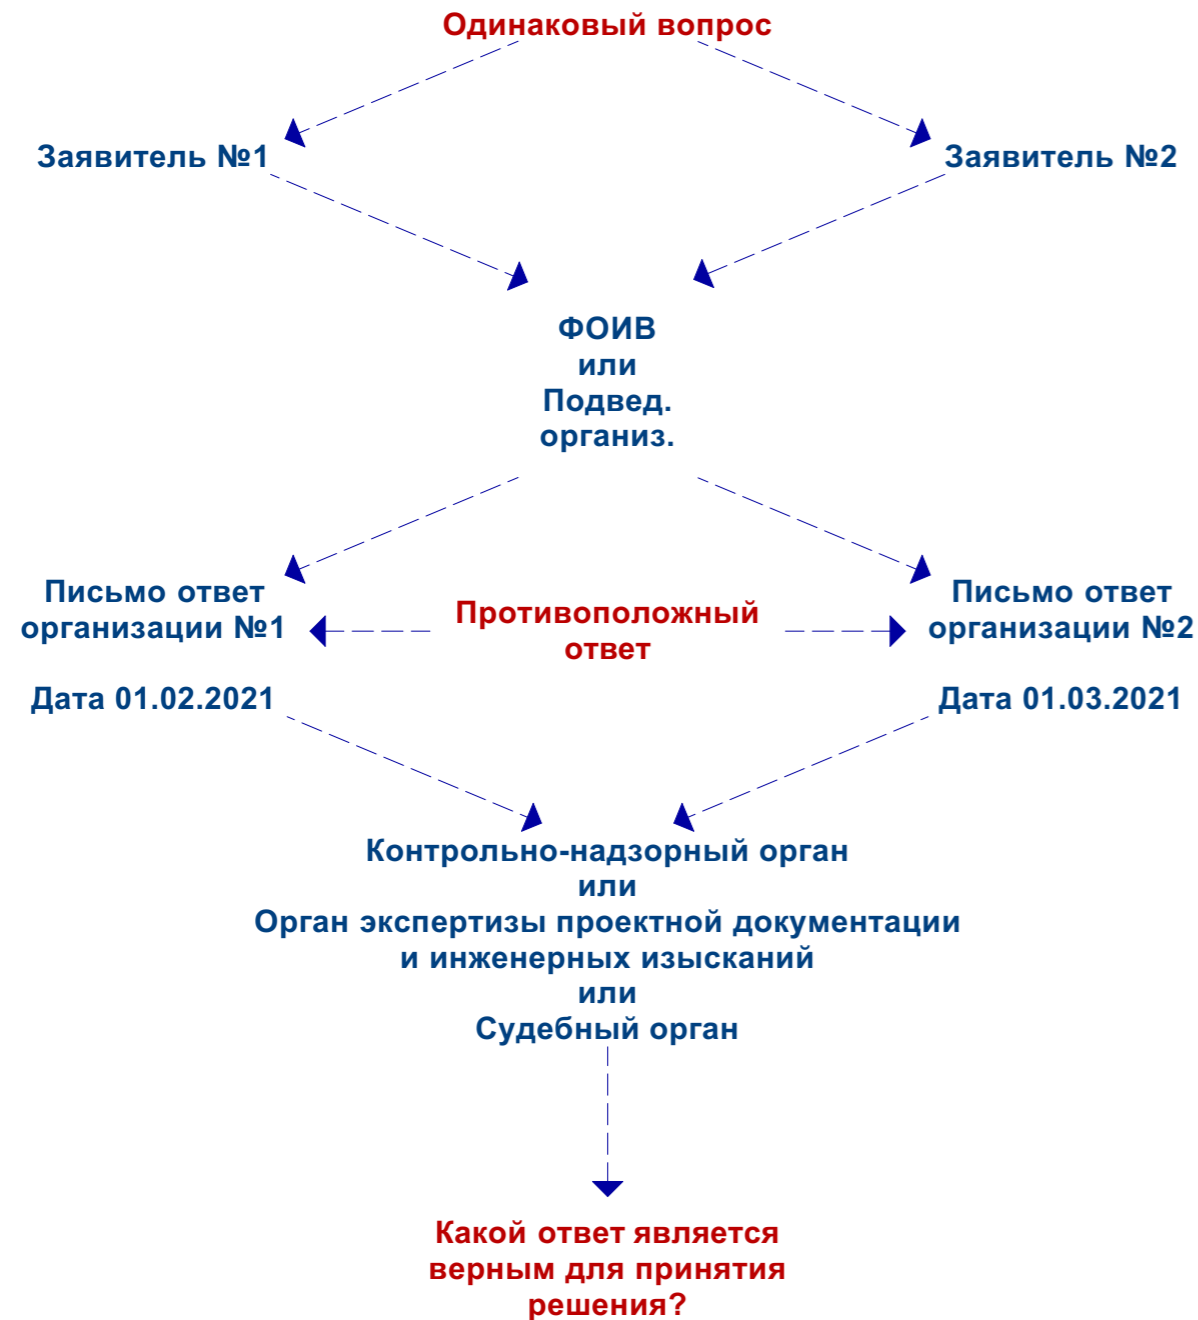 Одинаковый вопрос
Заявитель №1
Заявитель №2
ФОИВ
или
Подвед.
организ.
Письмо ответ
организации №1
Противоположный
ответ
Письмо ответ
организации №2
Дата 01.02.2021
Дата 01.03.2021
Контрольно-надзорный орган
или
Орган экспертизы проектной документации
и инженерных изысканий
или
Судебный орган
Какой ответ является
верным для принятия
решения?